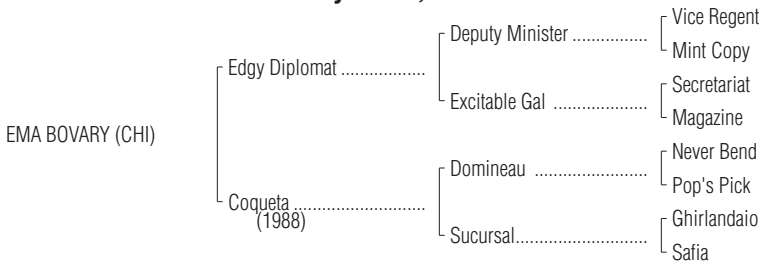 Vice Regent
Deputy Minister ..................
Mint Copy
Edgy Diplomat ..................
Secretariat
Excitable Gal .....................
Magazine
EMA BOVARY (CHI)
Never Bend
Domineau .....................
Pop's Pick
Coqueta ............................
(1988)
Ghirlandaio
Sucursal..............................
Safia